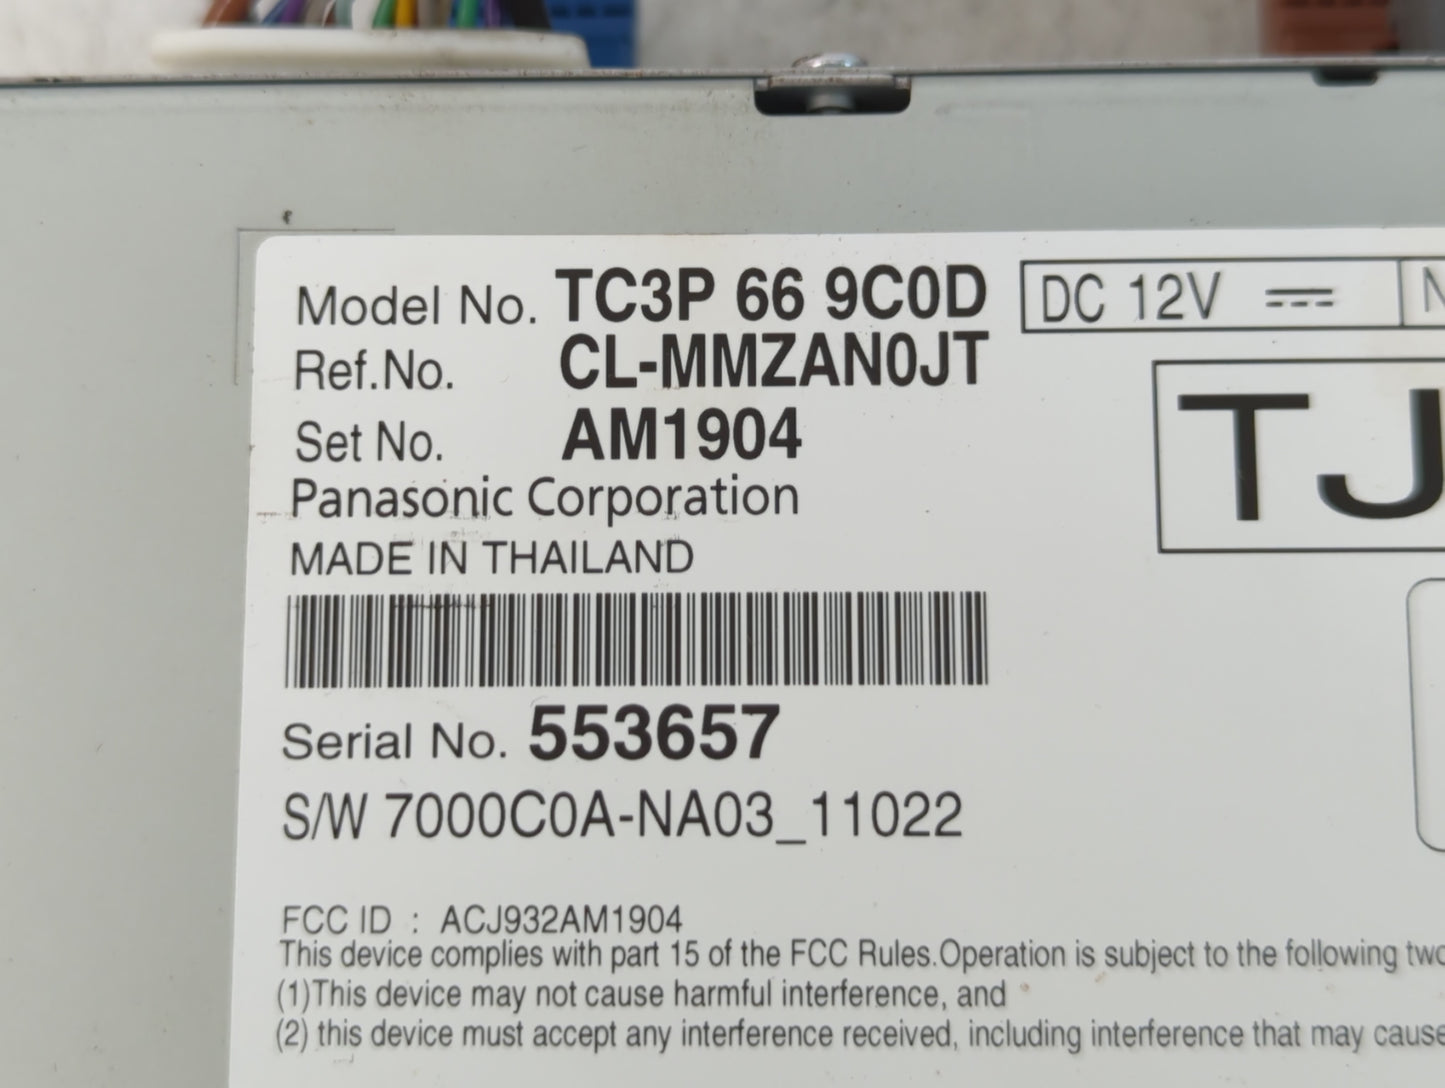 Model No. TC3P 66 9C0D
DC 12V
Ref.No. CL-MMZAN0JT
Set No. AM1904
TJ
Panasonic Corporation
MADE IN THAILAND
Serial No. 553657
S/W 7000C0A-NA03_11022
FCC ID : ACJ932AM1904
This device complies with part 15 of the FCC Rules.Operation is subject to the following two
(1)This device may not cause harmful interference, and
(2) this device must accept any interference received, including interference that may cause